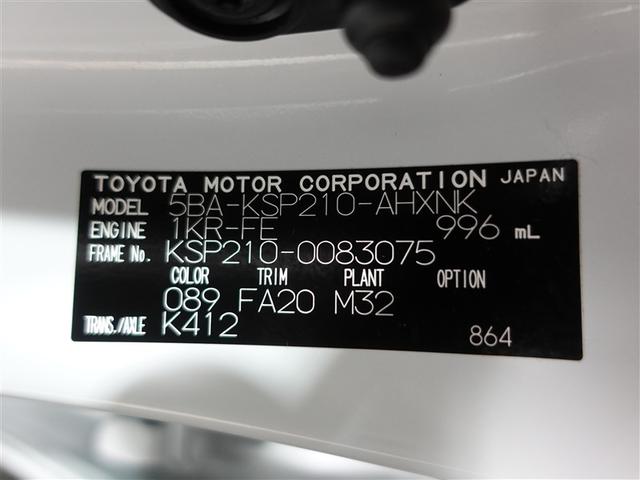 TOYOTA MOTOR CORPORATION JAPAN
MODEL 5BA-KSP210-AHXNK
ENGINE 1KR-FE 996 mL
FRAME No. KSP210-0083075
COLOR TRIM PLANT OPTION
089 FA20 M32
TRANS./AXLE K412
864